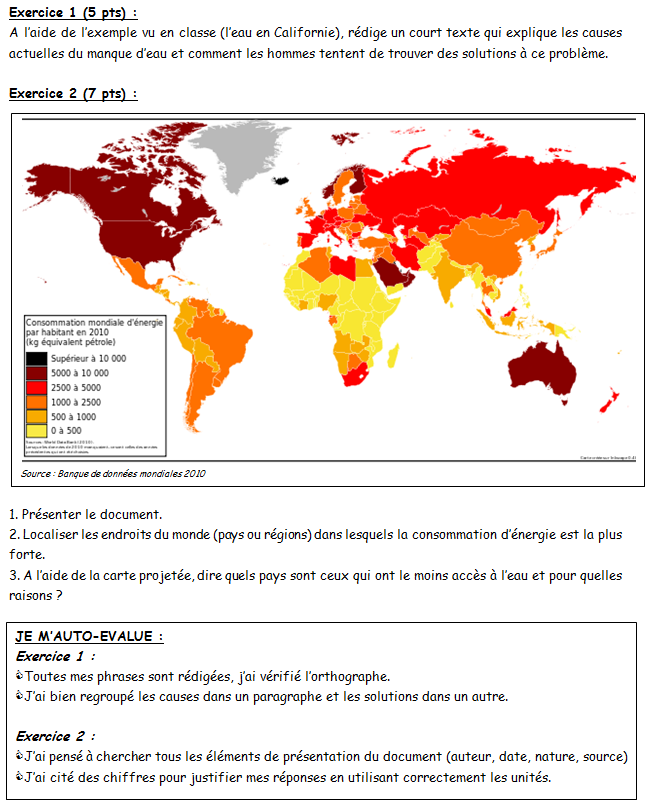 Exercice 1 (5 pts) :
A l'aide de l'exemple vu en classe (l'eau en Californie), rédige un court texte qui explique les causes
actuelles du manque d'eau et comment les hommes tentent de trouver des solutions à ce problème.
Exercice 2 (7 pts) :
Consommation mondiale d'énergie
par habitant en 2010
(kg équivalent pétrole)
Supérieur à 10 000
5000 à 10 000
2500 à 5000
1000 à 2500
500 à 1000
0 à 500
Source : Banque de données mondiales 2010
1. Présenter le document.
2. Localiser les endroits du monde (pays ou régions) dans lesquels la consommation d'énergie est la plus
forte.
3. A l'aide de la carte projetée, dire quels pays sont ceux qui ont le moins accès à l'eau et pour quelles
raisons ?
JE M'AUTO-EVALUE :
Exercice 1 :
Toutes mes phrases sont rédigées, j'ai vérifié l'orthographe.
J'ai bien regroupé les causes dans un paragraphe et les solutions dans un autre.
Exercice 2 :
J'ai pensé à chercher tous les éléments de présentation du document (auteur, date, nature, source)
J'ai cité des chiffres pour justifier mes réponses en utilisant correctement les unités.